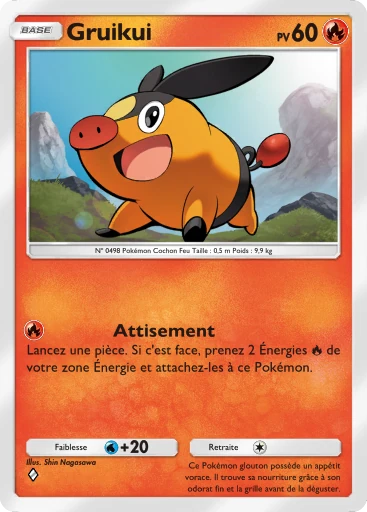 BASE
Gruikui
PV 60
N° 0498 Pokémon Cochon Feu Taille : 0,5 m Poids : 9,9 kg
Attisement
Lancez une pièce. Si c'est face, prenez 2 Énergies de
votre zone Énergie et attachez-les à ce Pokémon.
Faiblesse +20
Retraite
Illus. Shin Nagasawa
Ce Pokémon glouton possède un appétit
vorace. Il trouve sa nourriture grâce à son
odorat fin et la grille avant de la déguster.